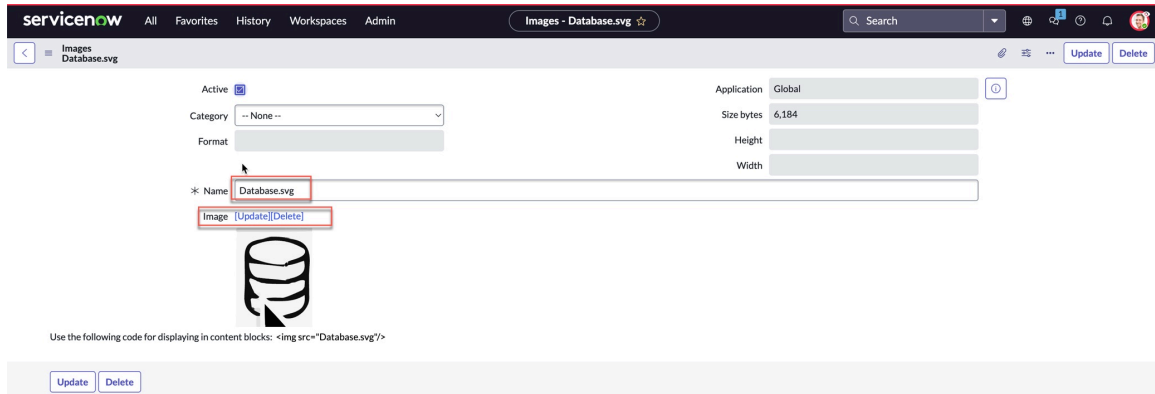 servicenow All Favorites History Workspaces Admin Images - Database.svg Search 1
Images
Database.svg
Update Delete
Active
Application Global
Category -- None --
Size bytes 6,184
Format
Height
Width
* Name Database.svg
Image [Update][Delete]
Use the following code for displaying in content blocks: <img src="Database.svg"/>
Update Delete